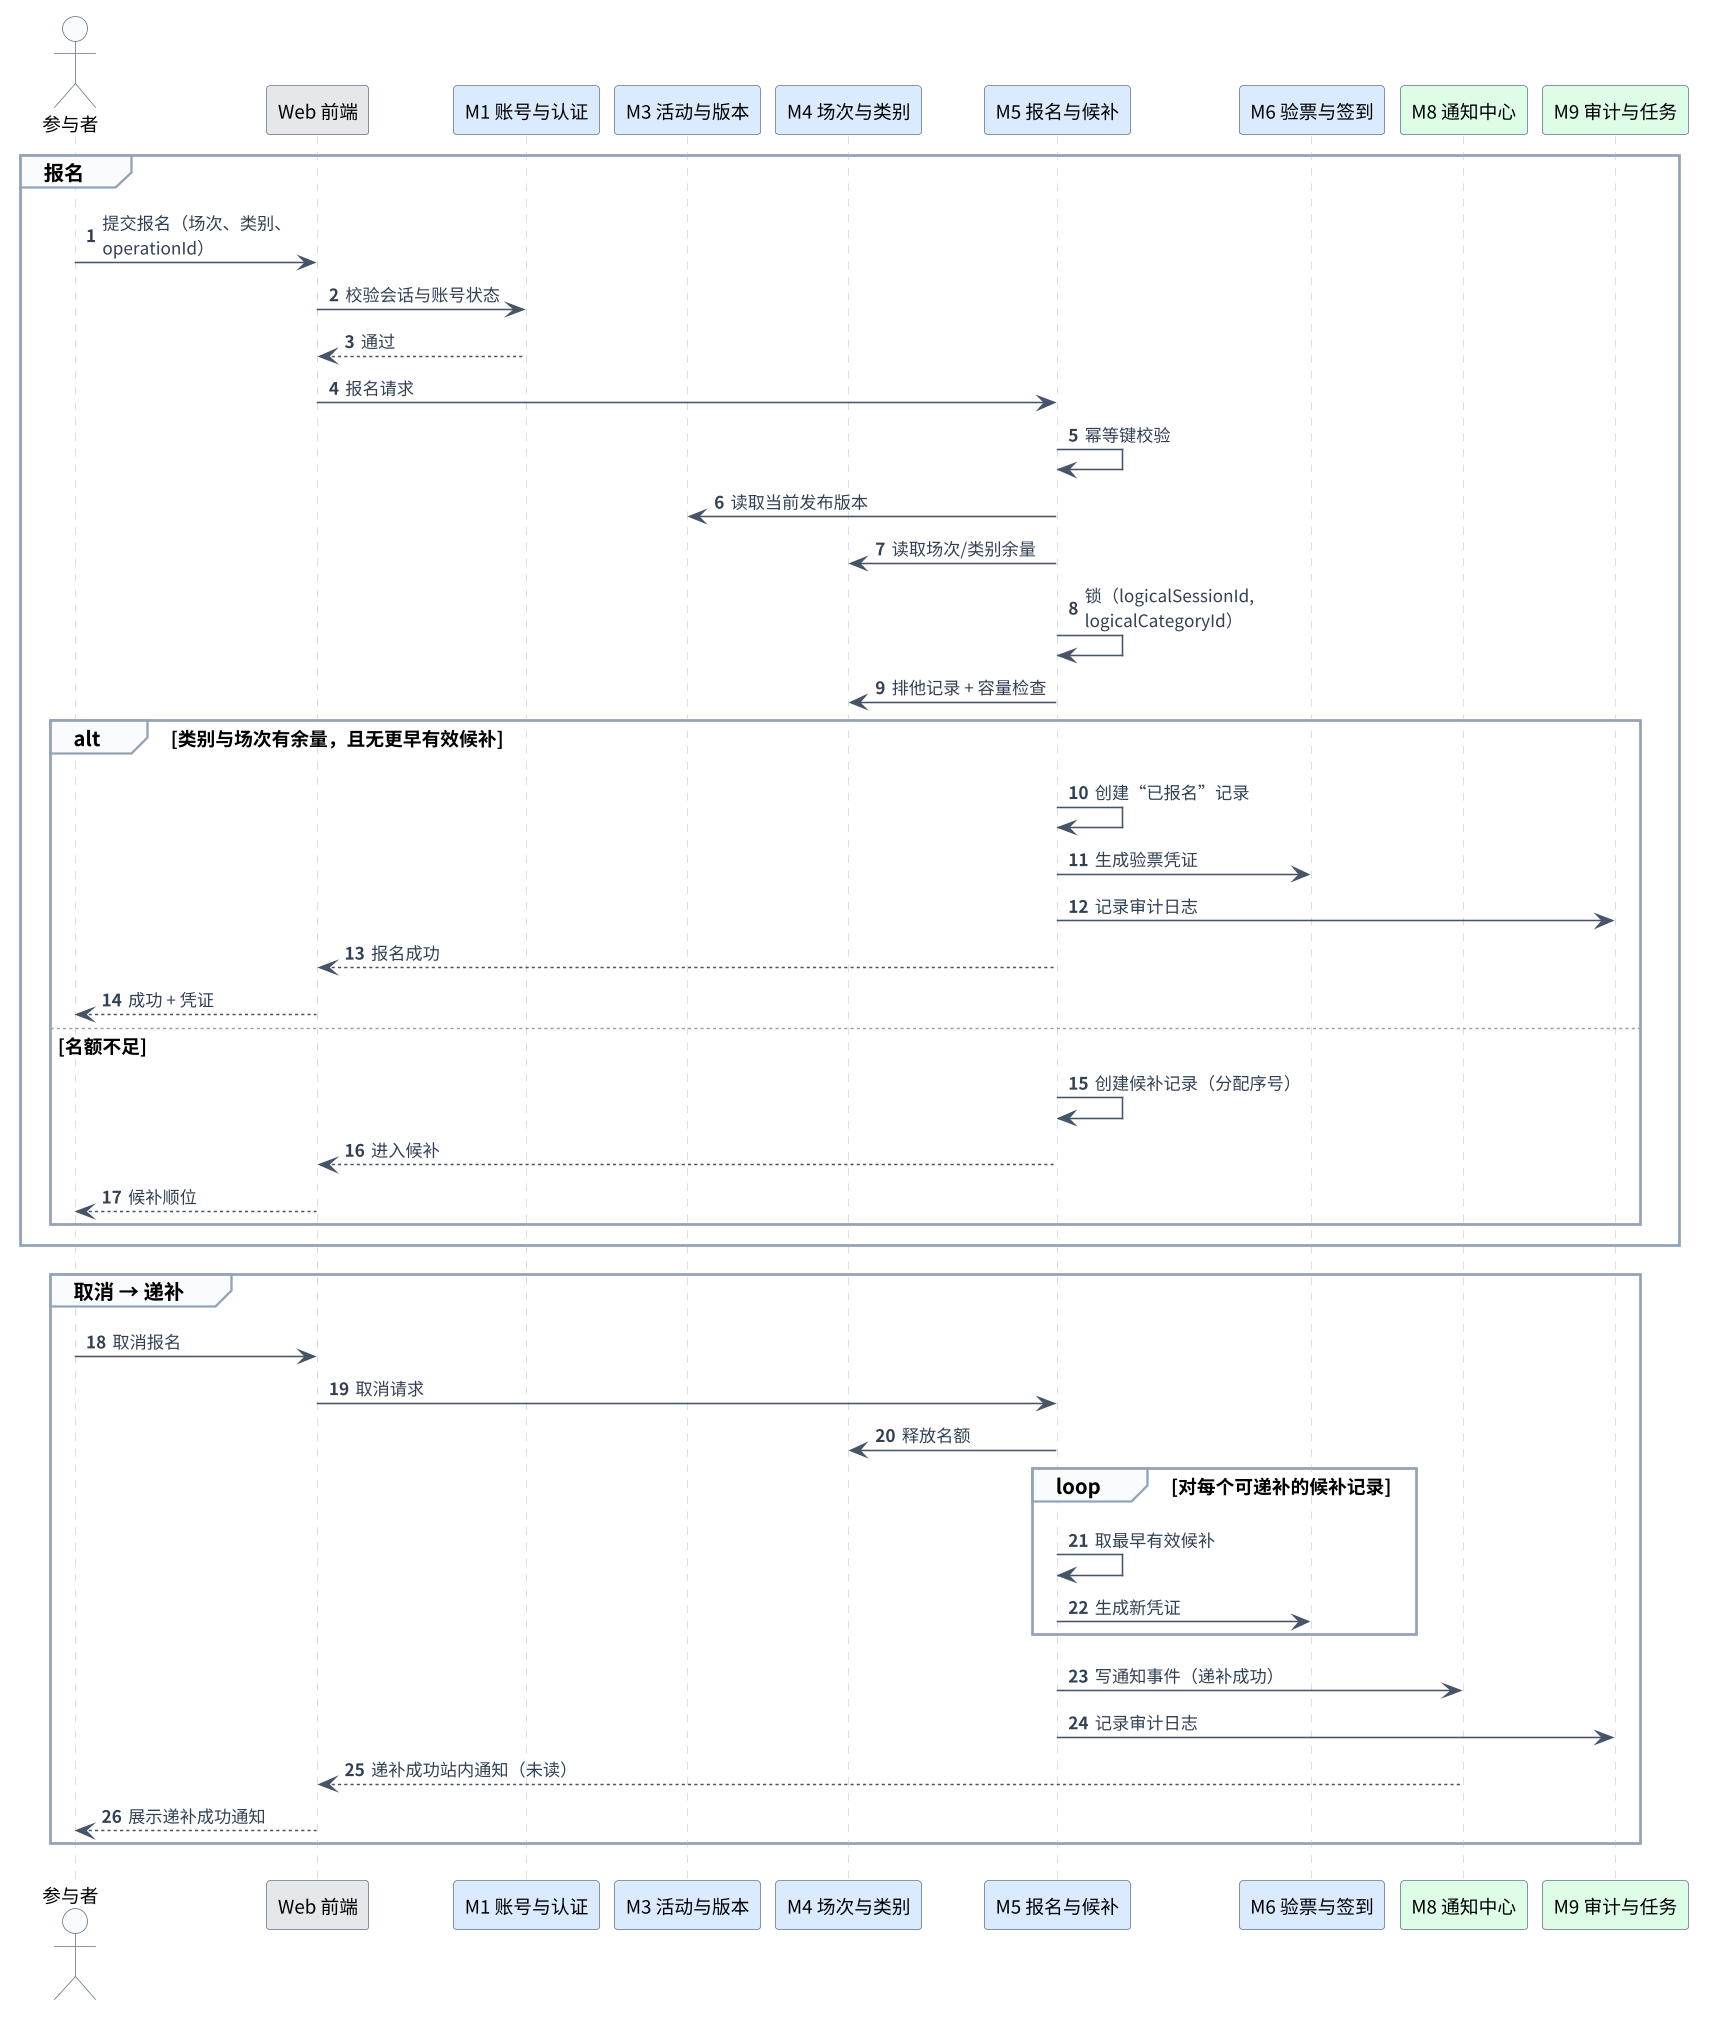 参与者
Web 前端
M1 账号与认证
M3 活动与版本
M4 场次与类别
M5 报名与候补
M6 验票与签到
M8 通知中心
M9 审计与任务
报名
1 提交报名（场次、类别、
operationId）
2 校验会话与账号状态
3 通过
4 报名请求
5 幂等键校验
6 读取当前发布版本
7 读取场次/类别余量
8 锁（logicalSessionId,
logicalCategoryId）
9 排他记录 + 容量检查
alt [类别与场次有余量，且无更早有效候补]
10 创建“已报名”记录
11 生成验票凭证
12 记录审计日志
13 报名成功
14 成功 + 凭证
[名额不足]
15 创建候补记录（分配序号）
16 进入候补
17 候补顺位
取消 → 递补
18 取消报名
19 取消请求
20 释放名额
loop [对每个可递补的候补记录]
21 取最早有效候补
22 生成新凭证
23 写通知事件（递补成功）
24 记录审计日志
25 递补成功站内通知（未读）
26 展示递补成功通知
参与者
Web 前端
M1 账号与认证
M3 活动与版本
M4 场次与类别
M5 报名与候补
M6 验票与签到
M8 通知中心
M9 审计与任务